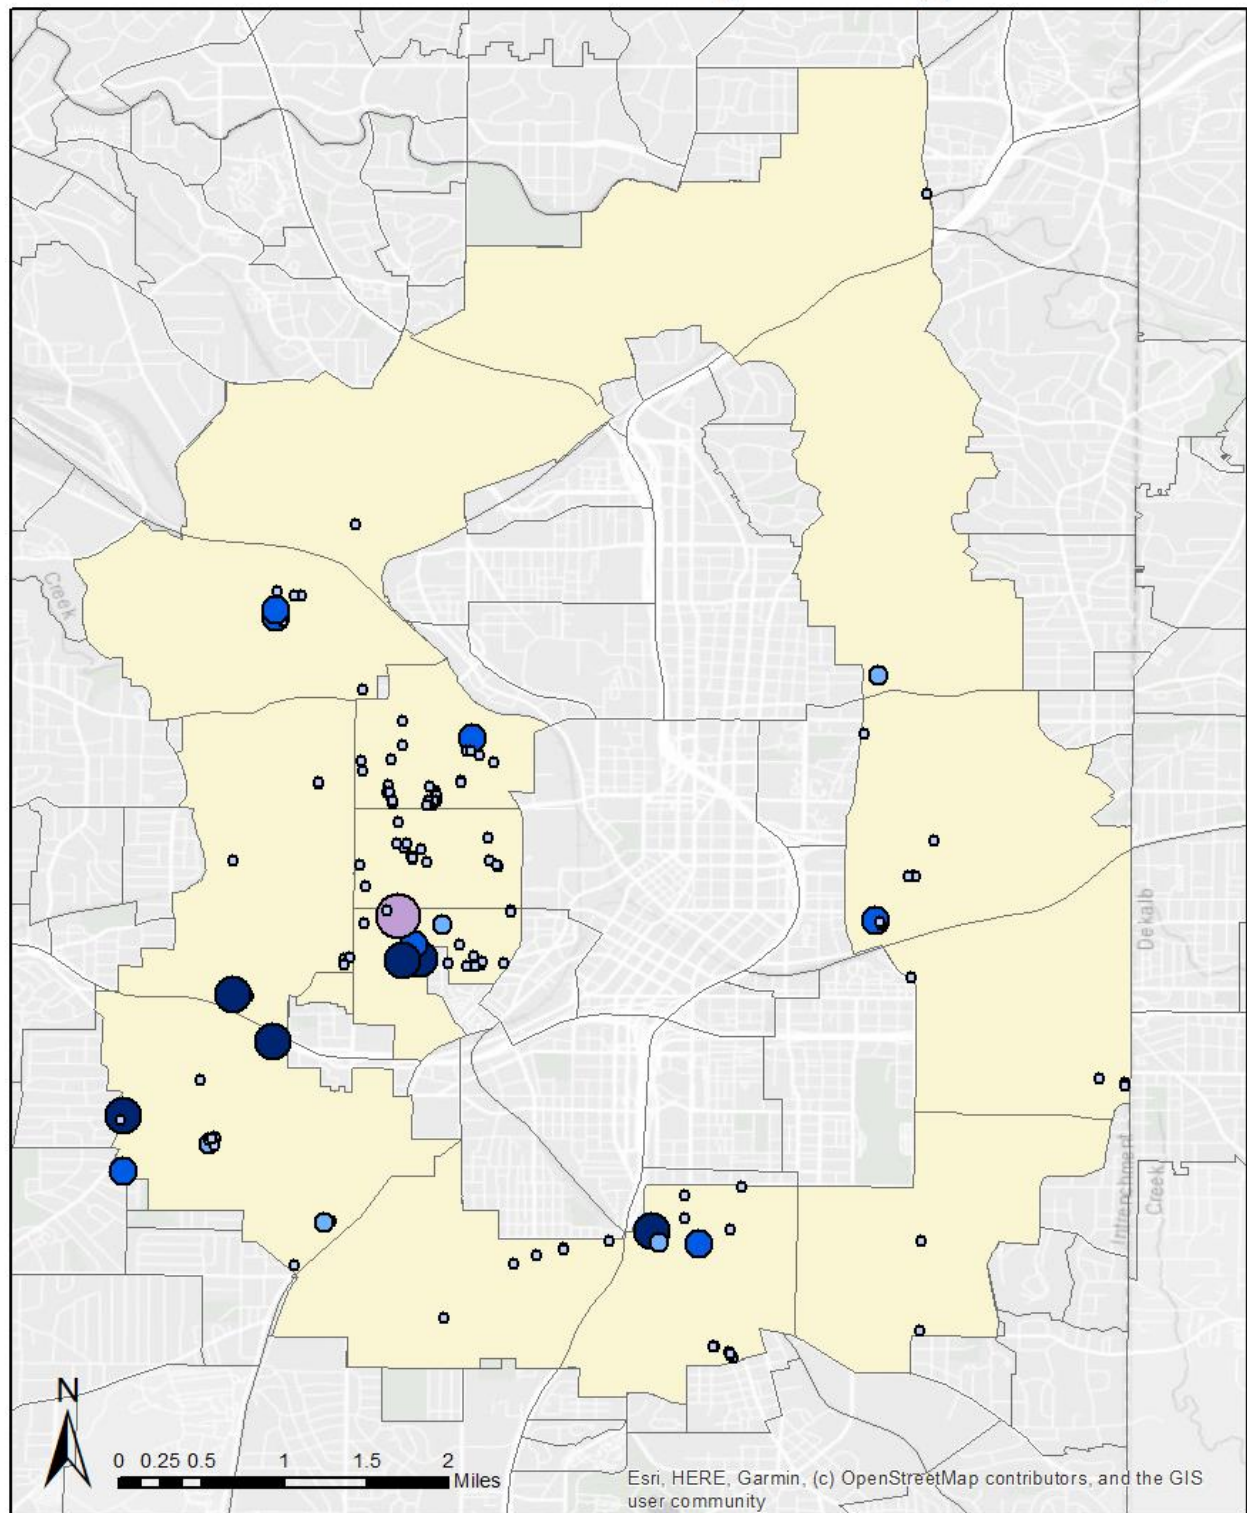 Creek
Dekalb
Intrenchment
Creek
N
0 0.25 0.5 1 1.5 2
Miles
Esri, HERE, Garmin, (c) OpenStreetMap contributors, and the GIS
user community